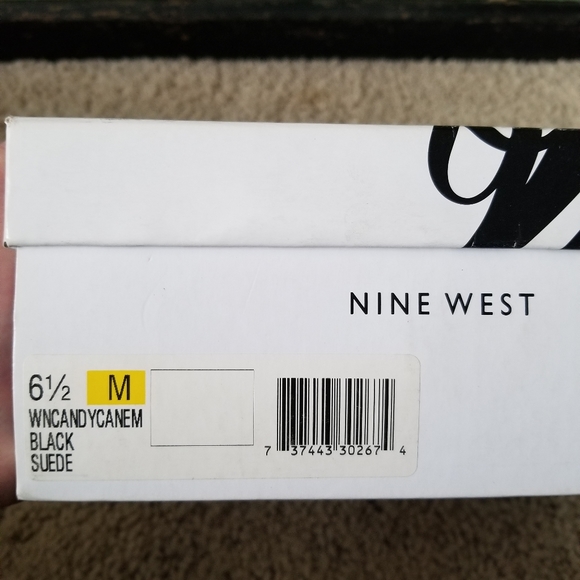 NINE WEST
6½ M
WNCANDYCANEM
BLACK
SUEDE
7 37443 30267 4